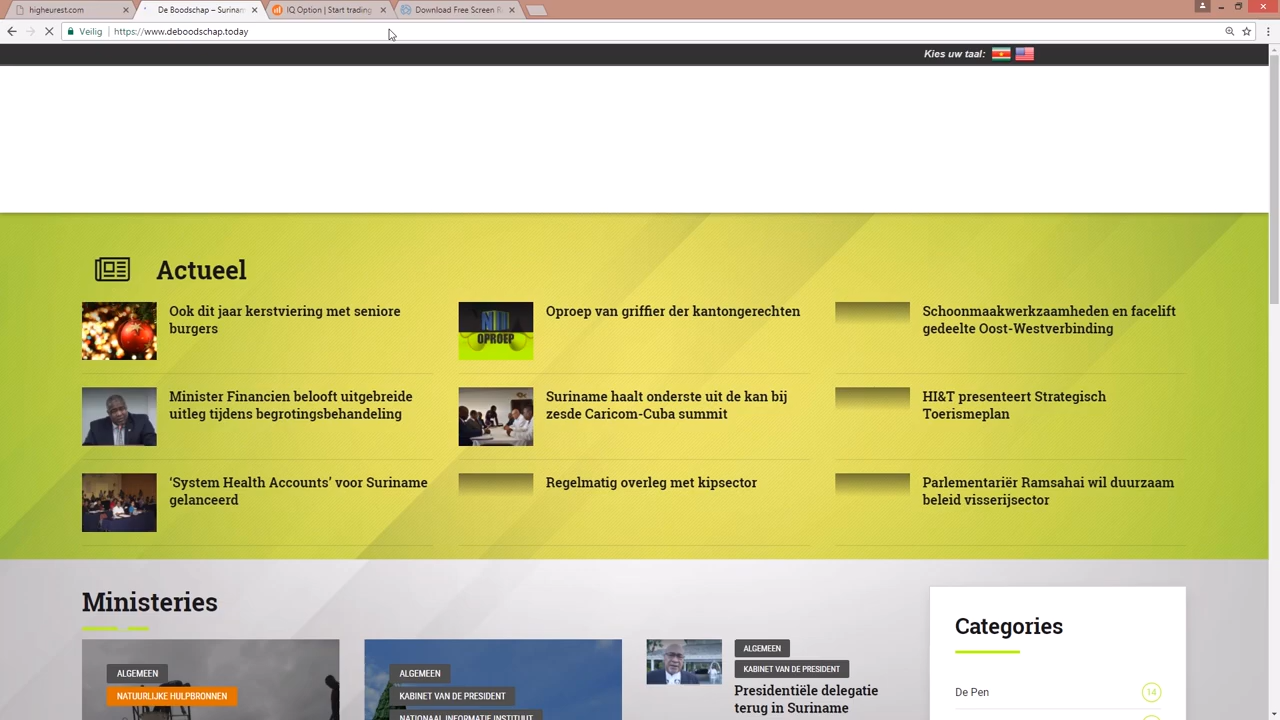 higheurest.com
De Boodschap – Surinam
IQ Option | Start trading
Download Free Screen R
Veilig
https://www.deboodschap.today
Kies uw taal:
Actueel
Ook dit jaar kerstviering met seniore
burgers
Oproep van griffier der kantongerechten
OPROEP
Schoonmaakwerkzaamheden en facelift
gedeelte Oost-Westverbinding
Minister Financien belooft uitgebreide
uitleg tijdens begrotingsbehandeling
Suriname haalt onderste uit de kan bij
zesde Caricom-Cuba summit
HI&T presenteert Strategisch
Toerismeplan
‘System Health Accounts’ voor Suriname
gelanceerd
Regelmatig overleg met kipsector
Parlementariër Ramsahai wil duurzaam
beleid visserijsector
Ministeries
ALGEMEEN
NATUURLIJKE HULPBRONNEN
ALGEMEEN
KABINET VAN DE PRESIDENT
NATIONAAL INFORMATIE INSTITUUT
ALGEMEEN
KABINET VAN DE PRESIDENT
Presidentiële delegatie
terug in Suriname
Categories
De Pen
14